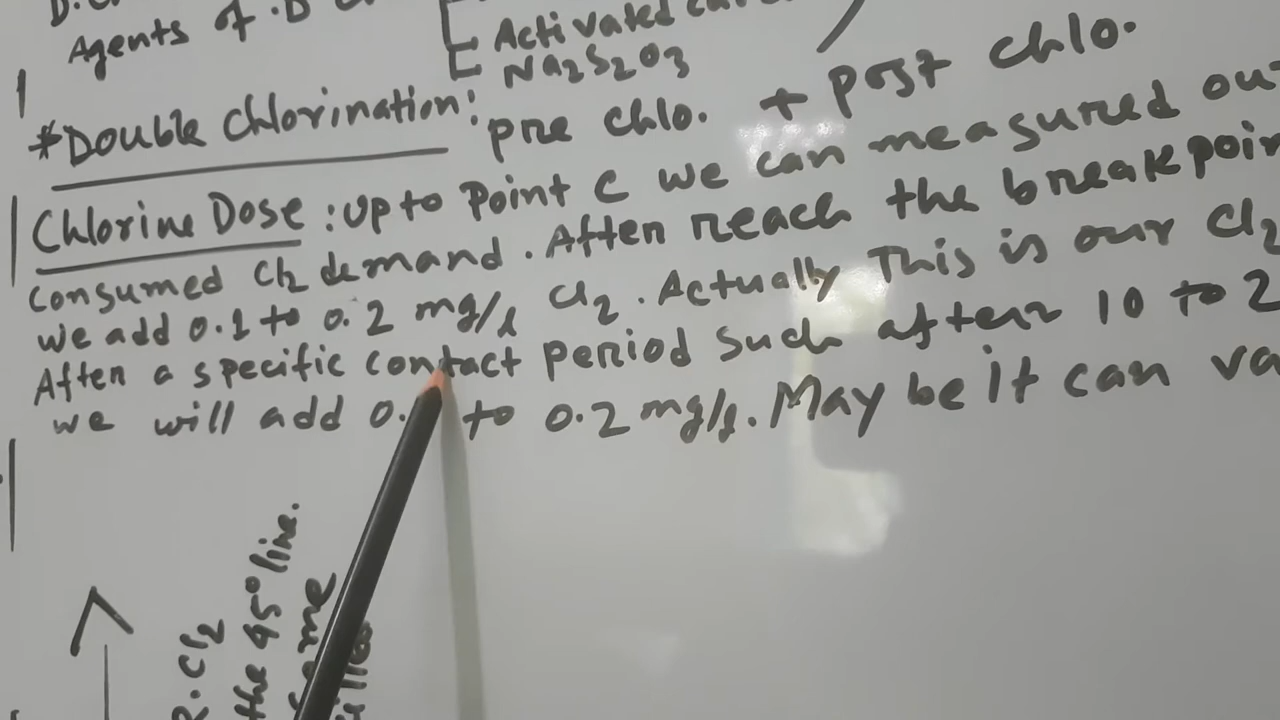 Agents of .D
Activated
Na2S2O3
*Double Chlorination: pre chlo. + post chlo.
Chlorine Dose : Up to Point C we can measured out
consumed Cl2 demand. After reach the breakpoin
we add 0.1 to 0.2 mg/l Cl2. Actually This is our Cl2
After a specific contact period such after 10 to 2
we will add 0. to 0.2 mg/l. May be it can va
R.Cl2
the 45° line.